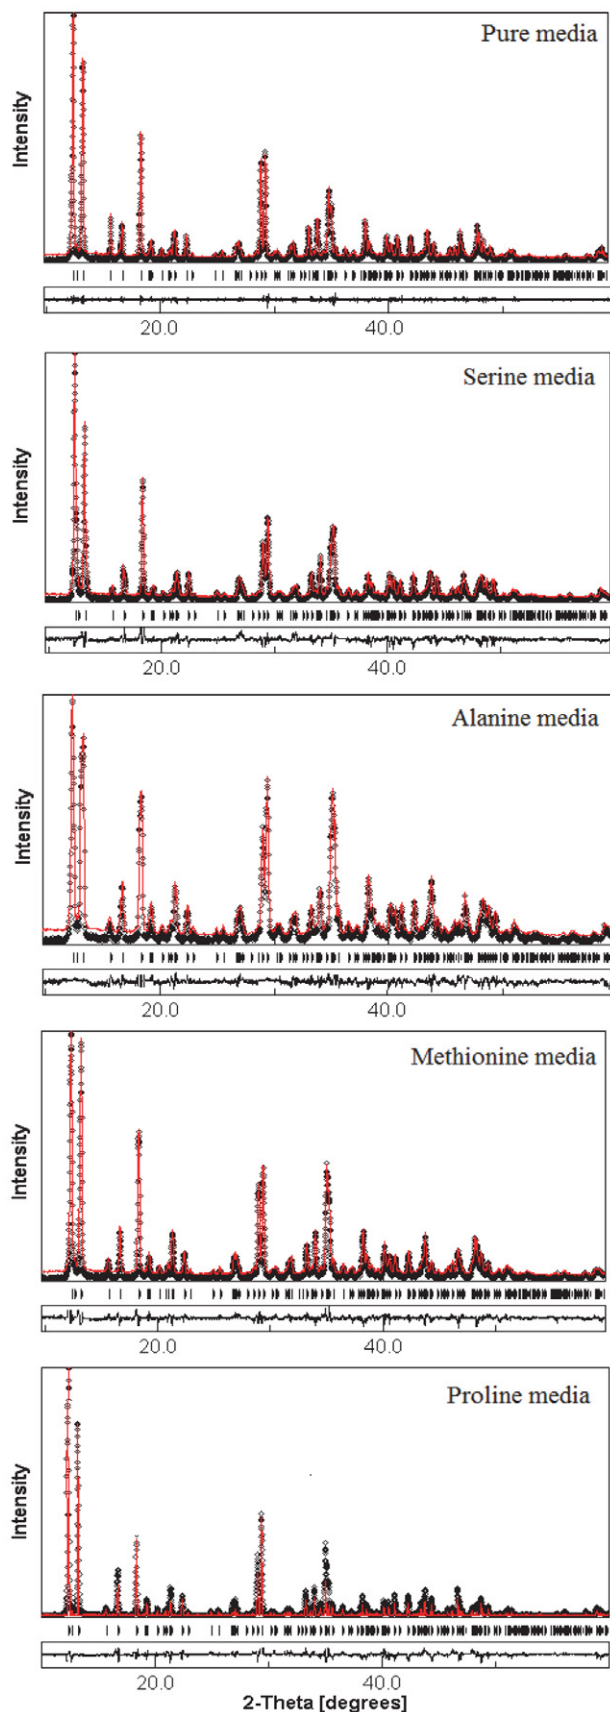 Pure media
Intensity
20.0 40.0
Serine media
Intensity
20.0 40.0
Alanine media
Intensity
20.0 40.0
Methionine media
Intensity
20.0 40.0
Proline media
Intensity
20.0 40.0
2-Theta [degrees]